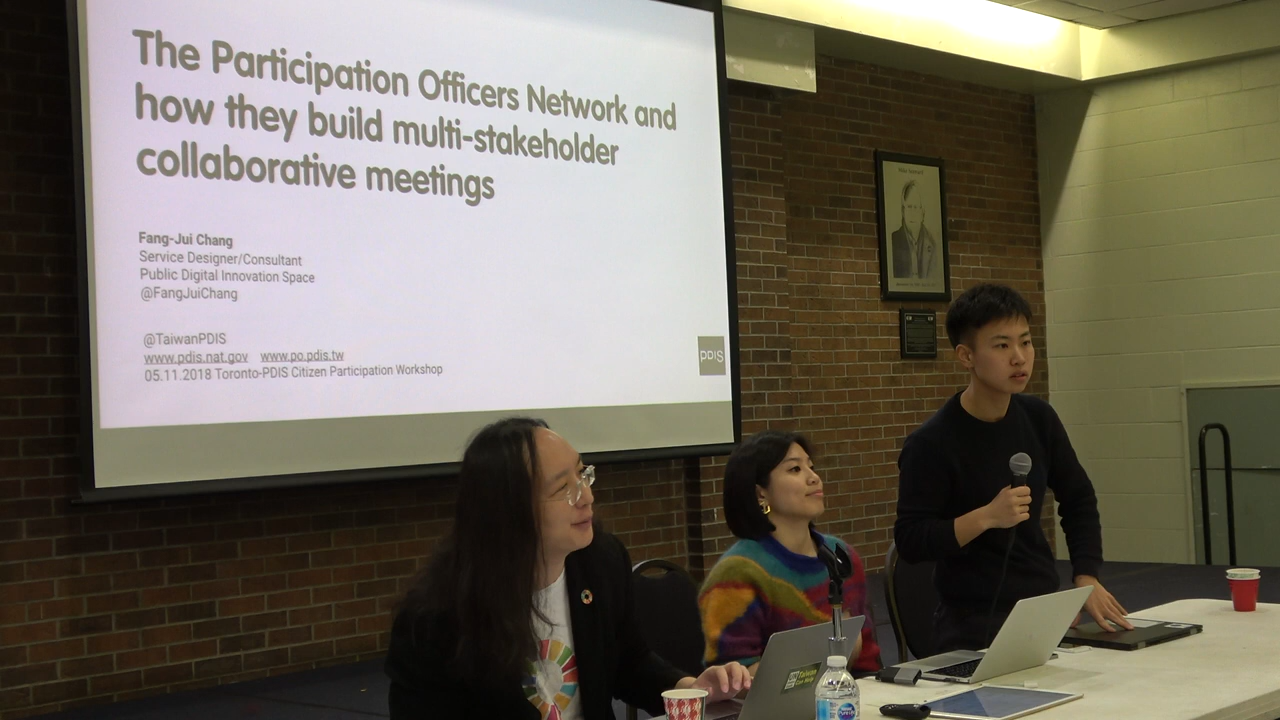 The Participation Officers Network and
how they build multi-stakeholder
collaborative meetings
Fang-Jui Chang
Service Designer/Consultant
Public Digital Innovation Space
@FangJuiChang
@TaiwanPDIS
www.pdis.nat.gov www.po.pdis.tw
05.11.2018 Toronto-PDIS Citizen Participation Workshop
PDIS
Taiwan